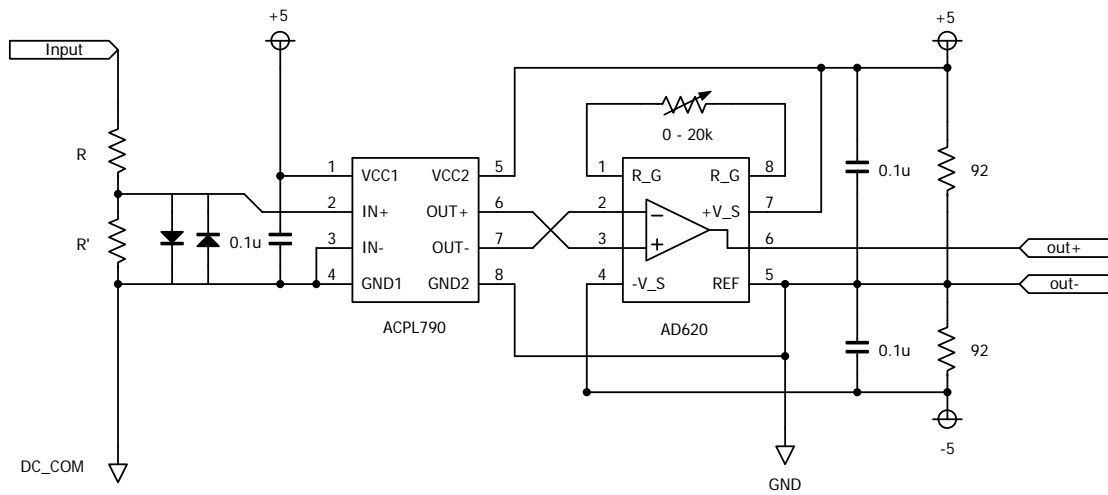 +5
+5
Input
R
0 - 20k
1
VCC1
VCC2
5
1
R_G
R_G
8
0.1u
92
2
IN+
OUT+
6
2
+V_S
7
R'
0.1u
3
IN-
OUT-
7
3
6
out+
4
GND1
GND2
8
4
-V_S
REF
5
out-
ACPL790
AD620
0.1u
92
-5
DC_COM
GND